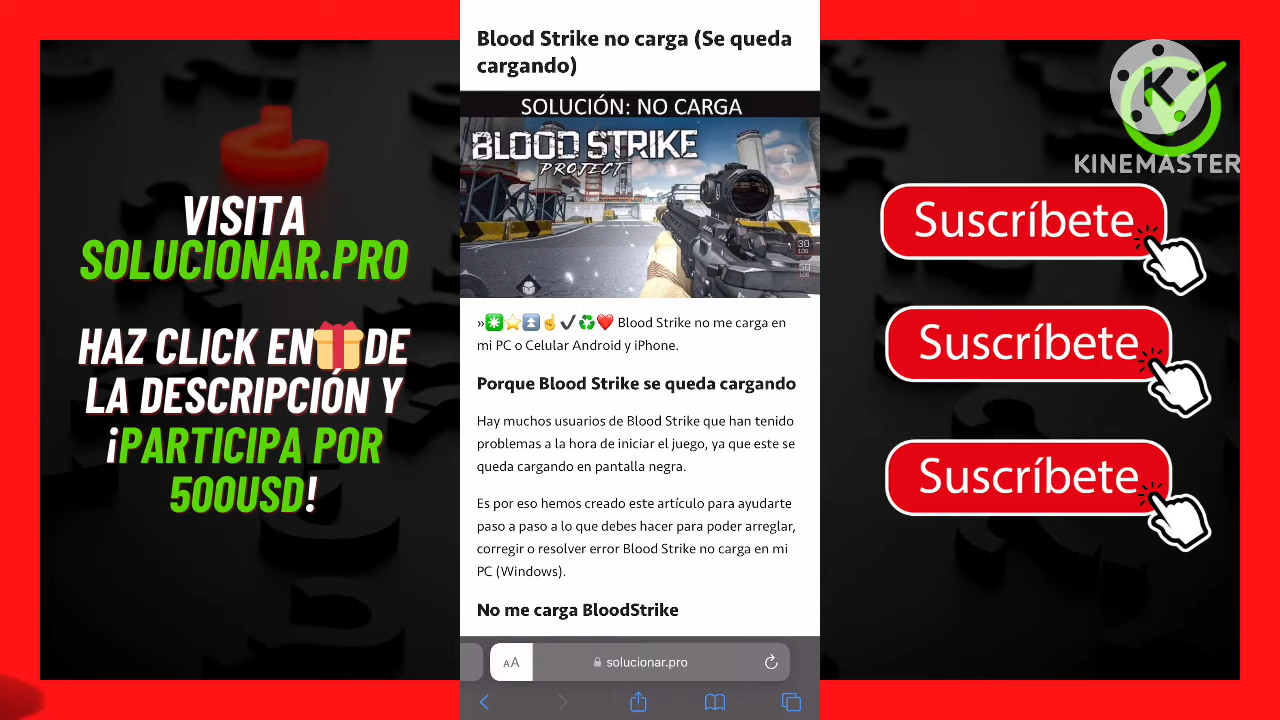 VISITA
SOLUCIONAR.PRO
HAZ CLICK EN DE
LA DESCRIPCIÓN Y
¡PARTICIPA POR
500USD!
Blood Strike no carga (Se queda
cargando)
SOLUCIÓN: NO CARGA
BLOOD STRIKE
PROJECT
30
50
» Blood Strike no me carga en
mi PC o Celular Android y iPhone.
Porque Blood Strike se queda cargando
Hay muchos usuarios de Blood Strike que han tenido
problemas a la hora de iniciar el juego, ya que este se
queda cargando en pantalla negra.
Es por eso hemos creado este artículo para ayudarte
paso a paso a lo que debes hacer para poder arreglar,
corregir o resolver error Blood Strike no carga en mi
PC (Windows).
No me carga BloodStrike
AA
solucionar.pro
K
KINEMASTER
Suscríbete
Suscríbete
Suscríbete